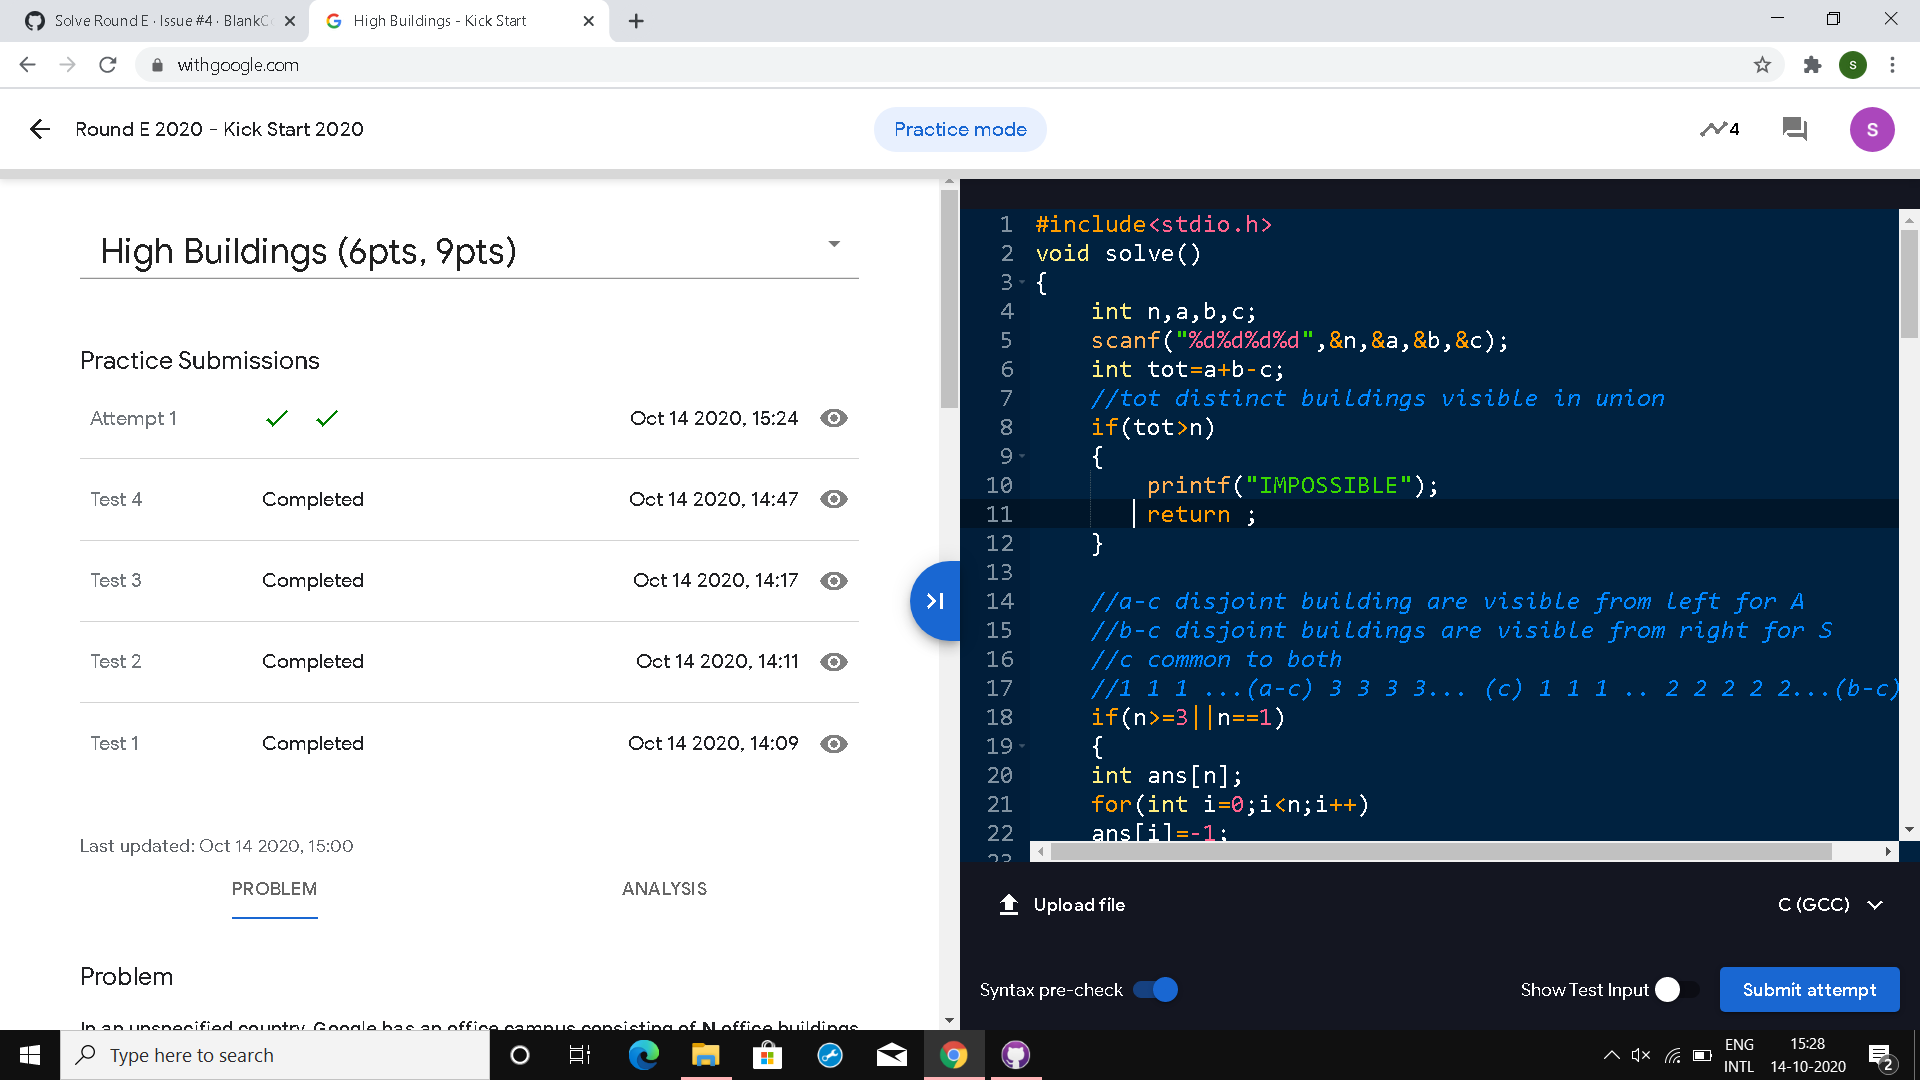 Solve Round E · Issue #4 · BlankC
High Buildings - Kick Start
withgoogle.com
S
Round E 2020 - Kick Start 2020
Practice mode
4
S
High Buildings (6pts, 9pts)
Practice Submissions
Attempt 1 Oct 14 2020, 15:24
Test 4 Completed Oct 14 2020, 14:47
Test 3 Completed Oct 14 2020, 14:17
Test 2 Completed Oct 14 2020, 14:11
Test 1 Completed Oct 14 2020, 14:09
Last updated: Oct 14 2020, 15:00
PROBLEM ANALYSIS
Problem
In an unspecified country, Google has an office campus consisting of N office buildings
1 #include<stdio.h>
2 void solve()
3 {
4 int n,a,b,c;
5 scanf("%d%d%d%d",&n,&a,&b,&c);
6 int tot=a+b-c;
7 //tot distinct buildings visible in union
8 if(tot>n)
9 {
10 printf("IMPOSSIBLE");
11 return ;
12 }
13
14 //a-c disjoint building are visible from left for A
15 //b-c disjoint buildings are visible from right for S
16 //c common to both
17 //1 1 1 ...(a-c) 3 3 3 3... (c) 1 1 1 .. 2 2 2 2 2...(b-c)
18 if(n>=3||n==1)
19 {
20 int ans[n];
21 for(int i=0;i<n;i++)
22 ans[i]=-1;
23
Upload file
C (GCC)
Syntax pre-check
Show Test Input
Submit attempt
Type here to search
ENG
INTL
15:28
14-10-2020
2